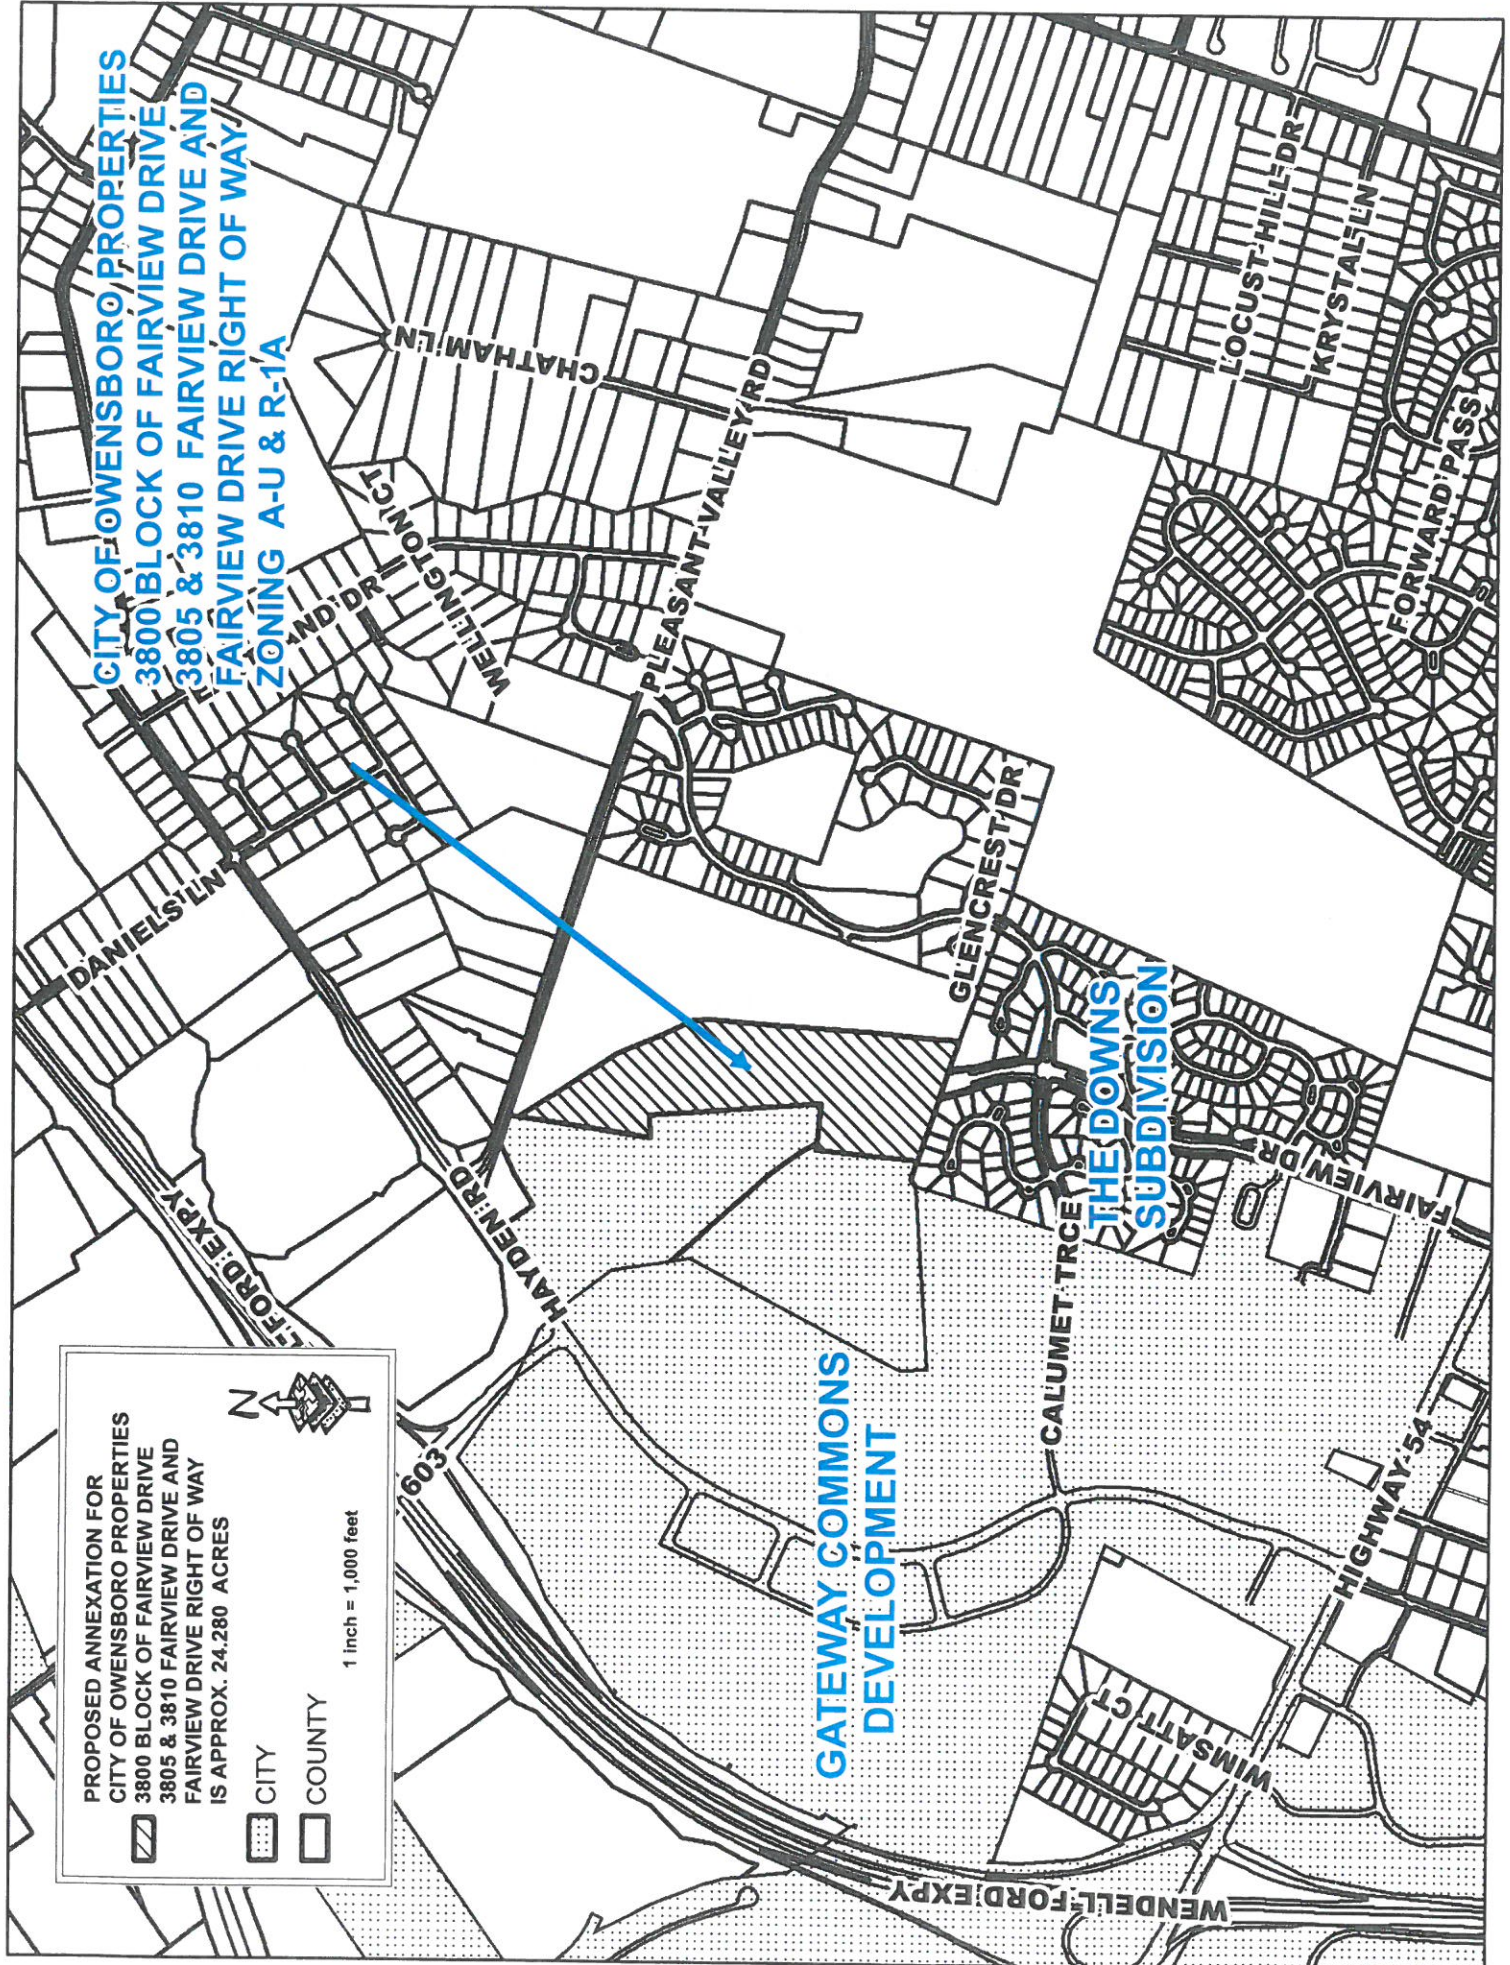 PROPOSED ANNEXATION FOR
CITY OF OWENSBORO PROPERTIES
3800 BLOCK OF FAIRVIEW DRIVE
3805 & 3810 FAIRVIEW DRIVE AND
FAIRVIEW DRIVE RIGHT OF WAY
IS APPROX. 24.280 ACRES
CITY
COUNTY
1 inch = 1,000 feet
N
CITY OF OWENSBORO PROPERTIES
3800 BLOCK OF FAIRVIEW DRIVE
3805 & 3810 FAIRVIEW DRIVE AND
FAIRVIEW DRIVE RIGHT OF WAY
ZONING A-U & R-1A
DANIELS LN
WELLINGTON CT
CHATHAM LN
FORD EXPY
HAYDEN RD
603
PLEASANT VALLEY RD
GATEWAY COMMONS
DEVELOPMENT
GLENCREST DR
THE DOWNS
SUBDIVISION
CALUMET TRCE
FAIRVIEW DR
LOCUST HILL DR
KRYSTAL LN
FORWARD PASS
WENDELL FORD EXPY
WIMSATT CT
HIGHWAY 54